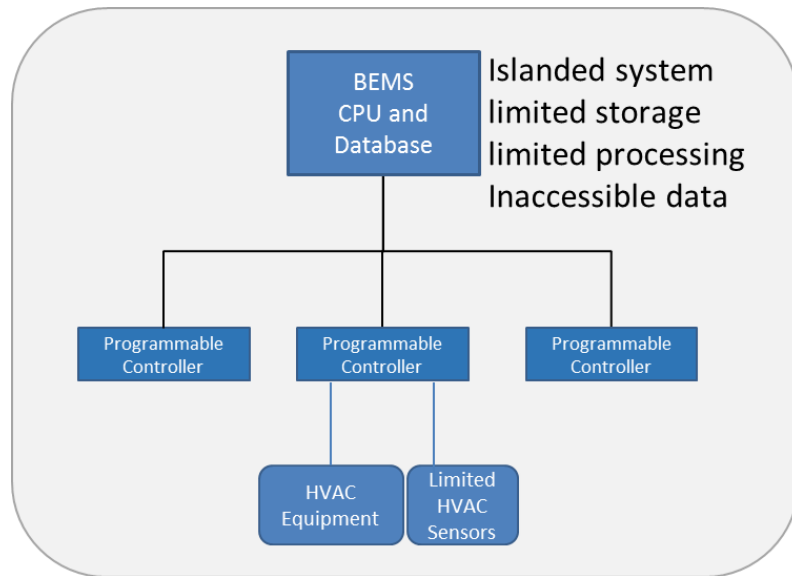 BEMS
CPU and
Database
Islanded system
limited storage
limited processing
Inaccessible data
Programmable
Controller
Programmable
Controller
Programmable
Controller
HVAC
Equipment
Limited
HVAC
Sensors